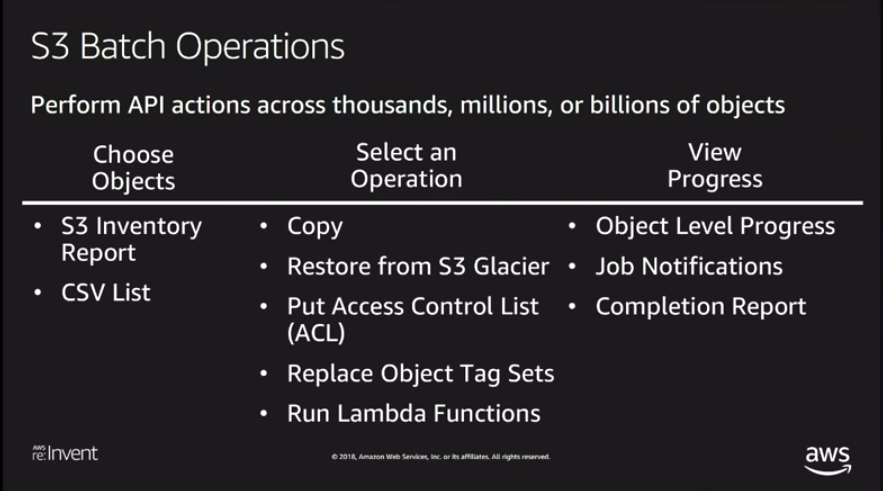 S3 Batch Operations
Perform API actions across thousands, millions, or billions of objects
Choose
Objects
• S3 Inventory
Report
• CSV List
Select an
Operation
• Copy
• Restore from S3 Glacier
• Put Access Control List
(ACL)
• Replace Object Tag Sets
• Run Lambda Functions
View
Progress
• Object Level Progress
• Job Notifications
• Completion Report
AWS
re:Invent
© 2018, Amazon Web Services, Inc. or its affiliates. All rights reserved.
aws